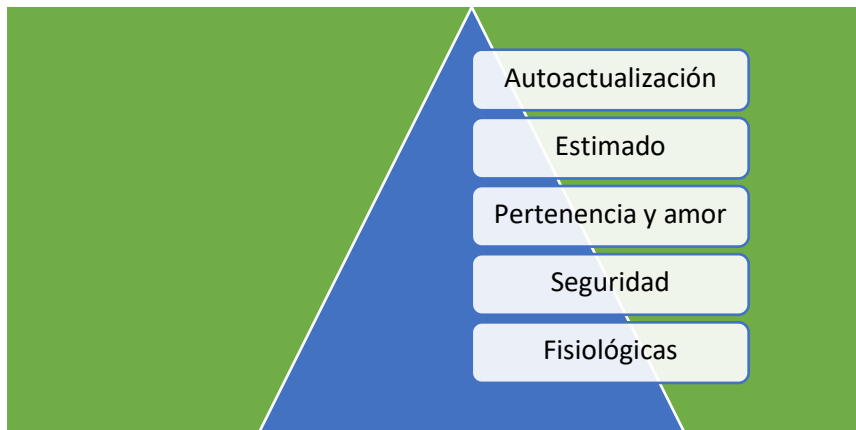 Autoactualización
Estimado
Pertenencia y amor
Seguridad
Fisiológicas